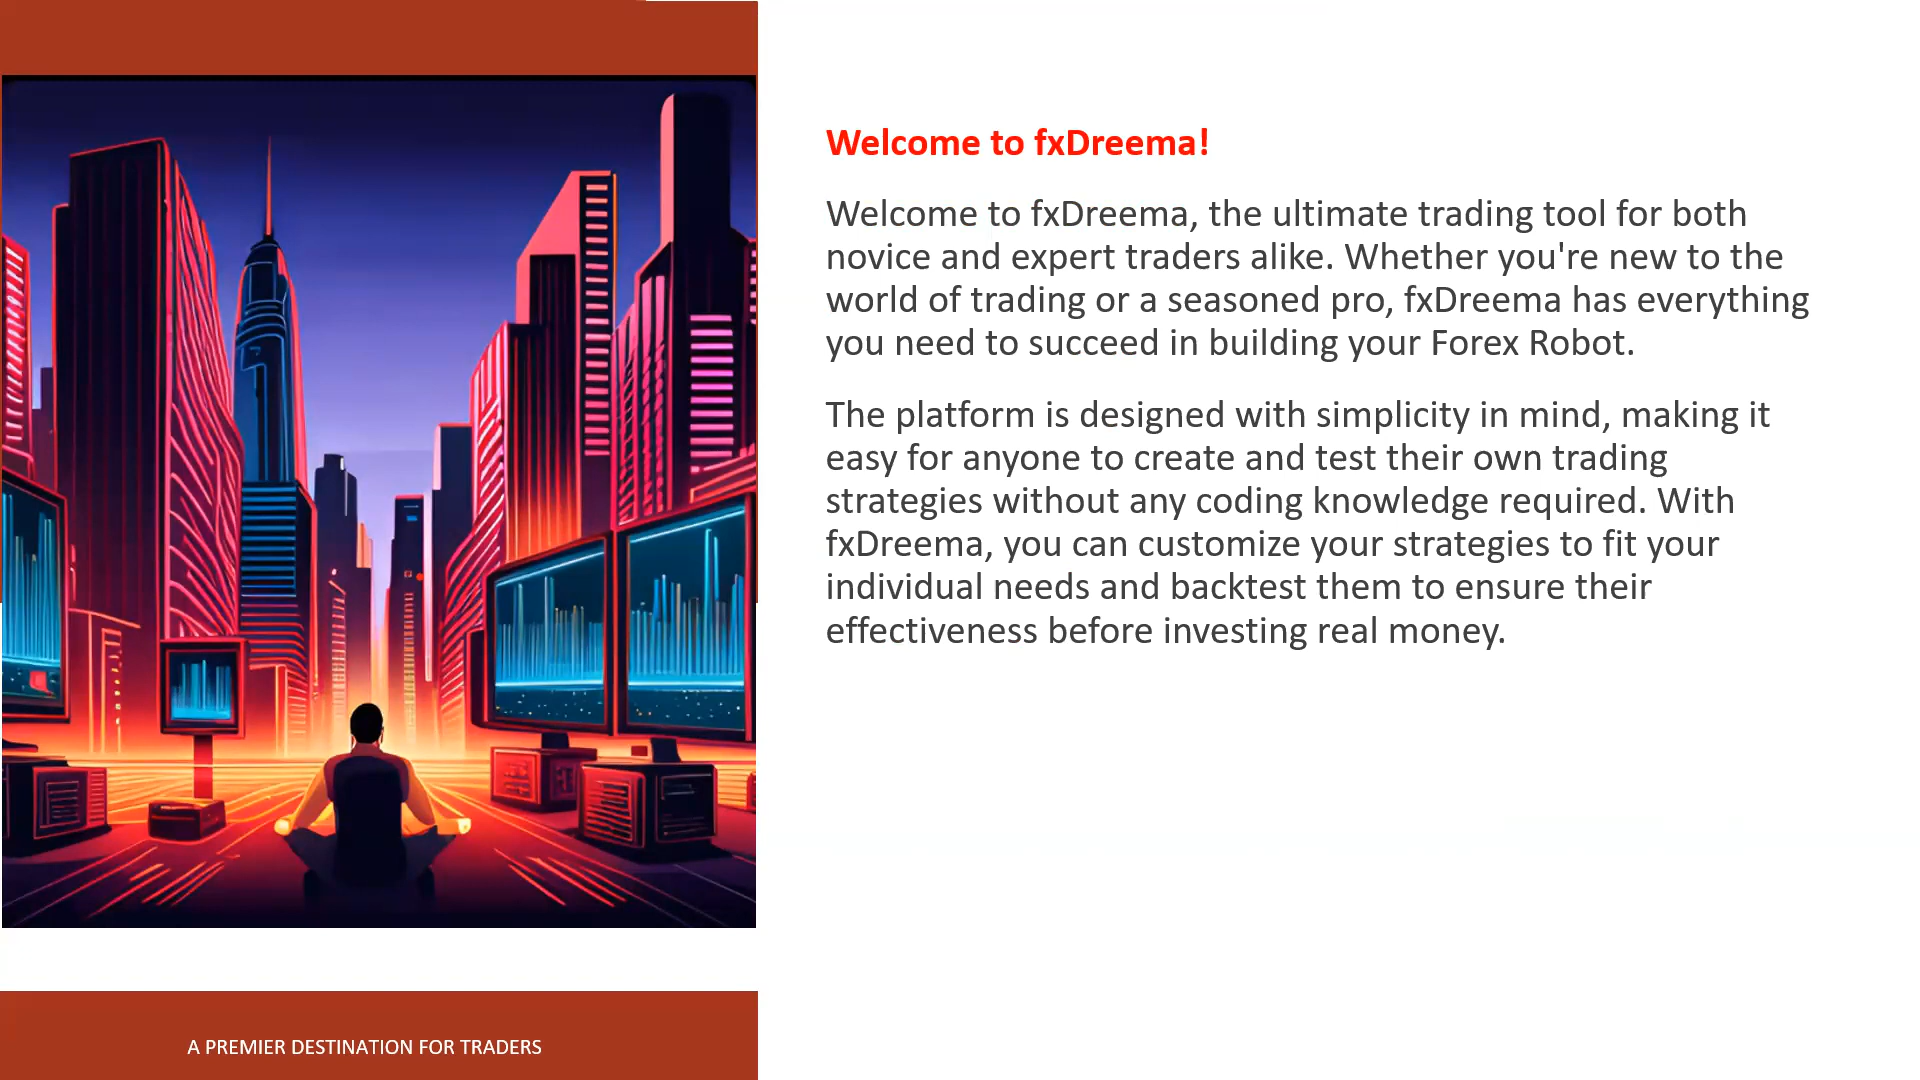 Welcome to fxDreema!
Welcome to fxDreema, the ultimate trading tool for both
novice and expert traders alike. Whether you're new to the
world of trading or a seasoned pro, fxDreema has everything
you need to succeed in building your Forex Robot.
The platform is designed with simplicity in mind, making it
easy for anyone to create and test their own trading
strategies without any coding knowledge required. With
fxDreema, you can customize your strategies to fit your
individual needs and backtest them to ensure their
effectiveness before investing real money.
A PREMIER DESTINATION FOR TRADERS